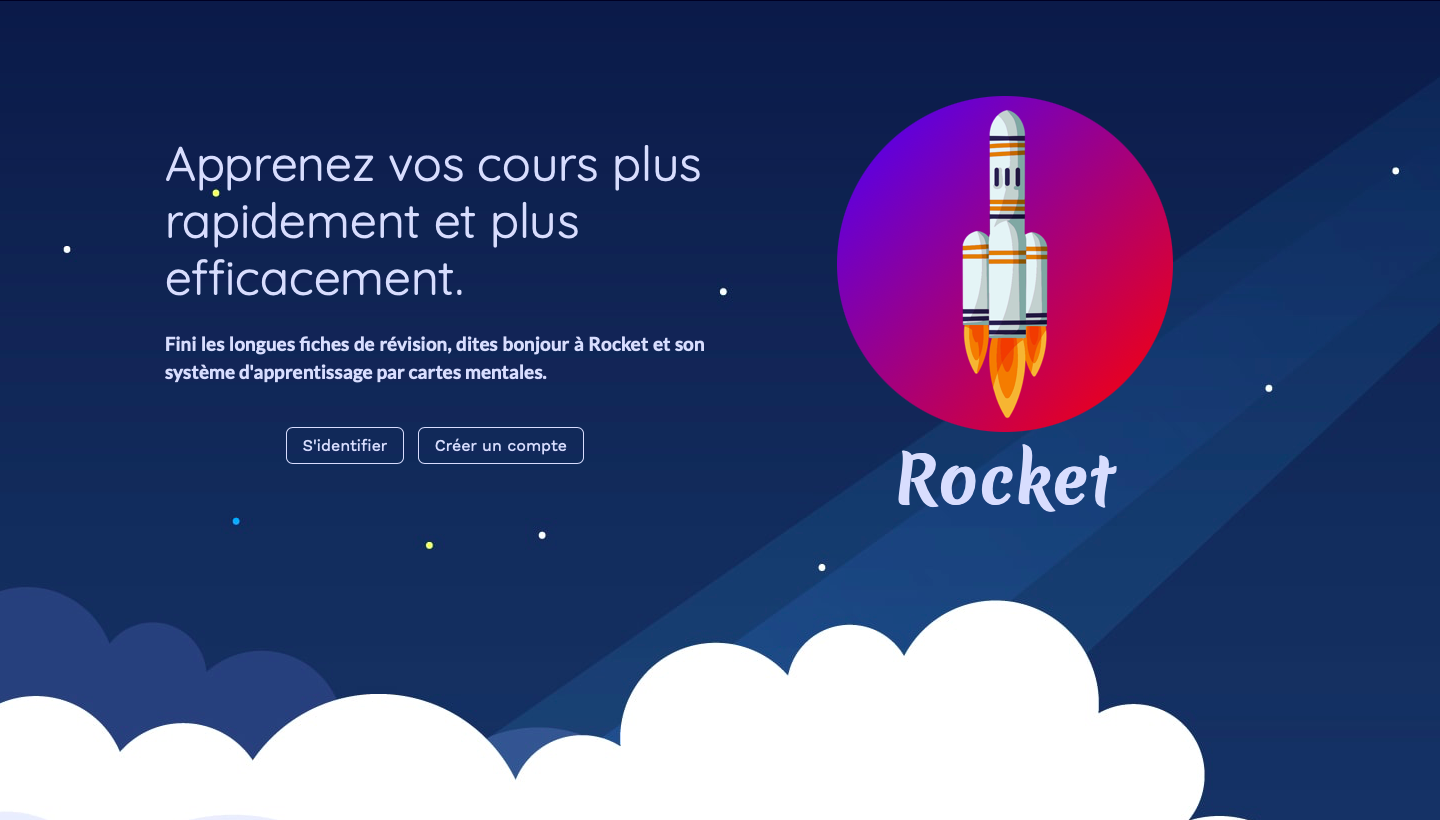 Apprenez vos cours plus
rapidement et plus
efficacement.
Fini les longues fiches de révision, dites bonjour à Rocket et son
système d'apprentissage par cartes mentales.
S'identifier
Créer un compte
Rocket